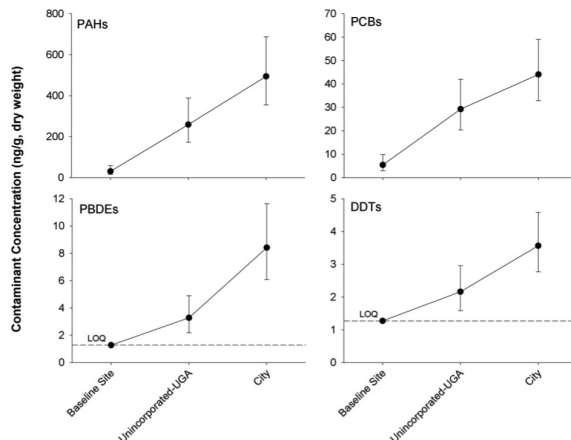 Contaminant Concentration (ng/g, dry weight)
PAHs
800
600
400
200
0
PCBs
70
60
50
40
30
20
10
0
PBDEs
12
10
8
6
4
2
0
LOQ
DDTs
5
4
3
2
1
0
LOQ
Baseline Site
Unincorporated-UGA
City
Baseline Site
Unincorporated-UGA
City